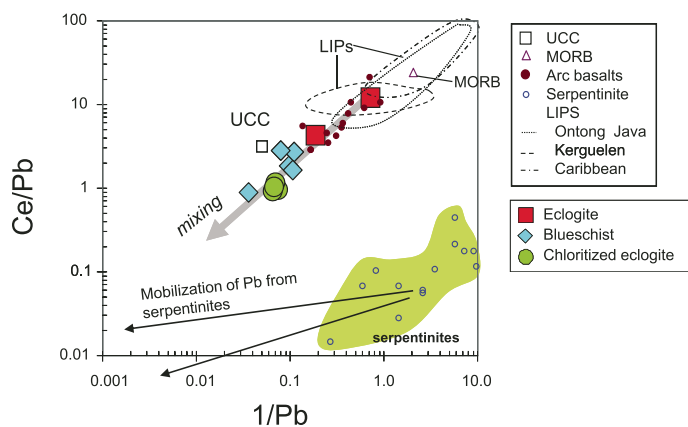 100
10
1
0.1
0.01
Ce/Pb
0.001
0.01
0.1
1.0
10.0
1/Pb
LIPs
MORB
UCC
mixing
Mobilization of Pb from
serpentinites
serpentinites
UCC
MORB
Arc basalts
Serpentinite
LIPS
Ontong Java
Kerguelen
Caribbean
Eclogite
Blueschist
Chloritized eclogite